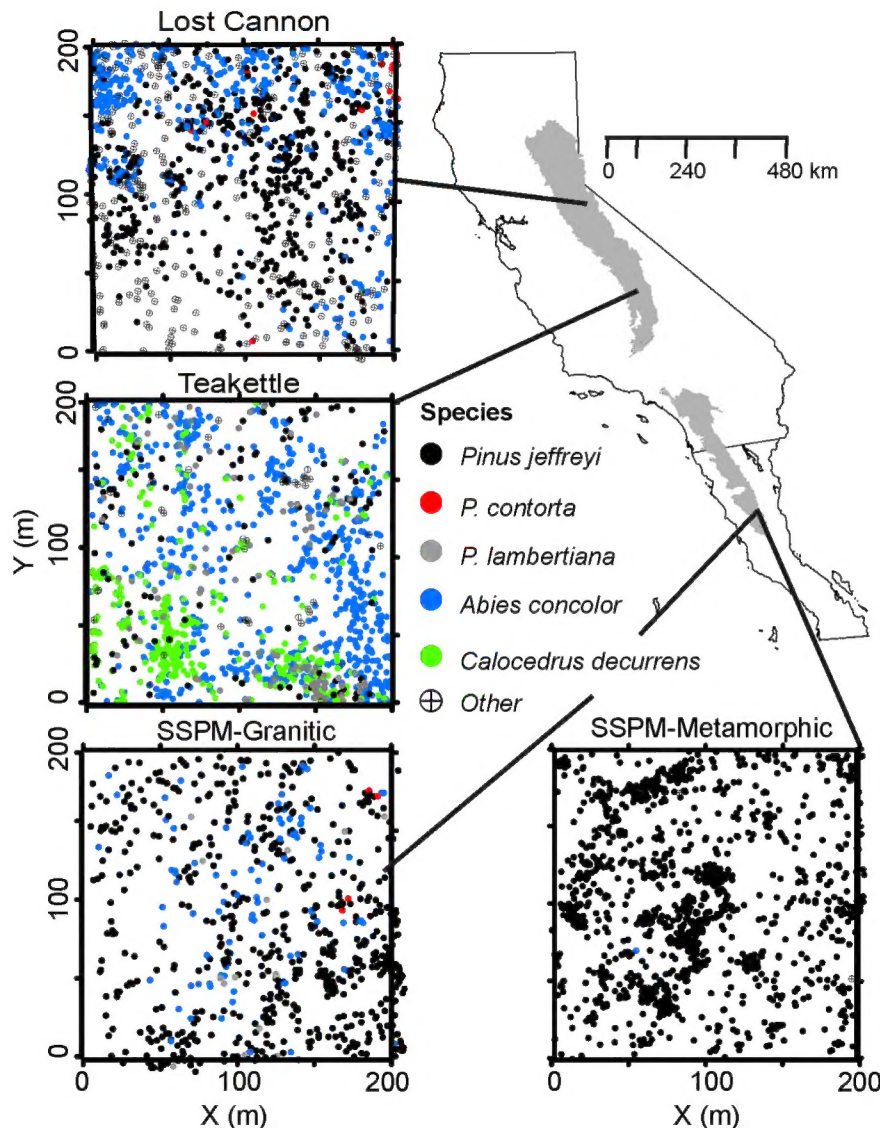 Lost Cannon
200
100
0
0 240 480 km
Teakettle
200
100
0
Y (m)
Species
Pinus jeffreyi
P. contorta
P. lambertiana
Abies concolor
Calocedrus decurrens
Other
SSPM-Granitic
200
100
0
0 100 200
X (m)
SSPM-Metamorphic
0 100 200
X (m)